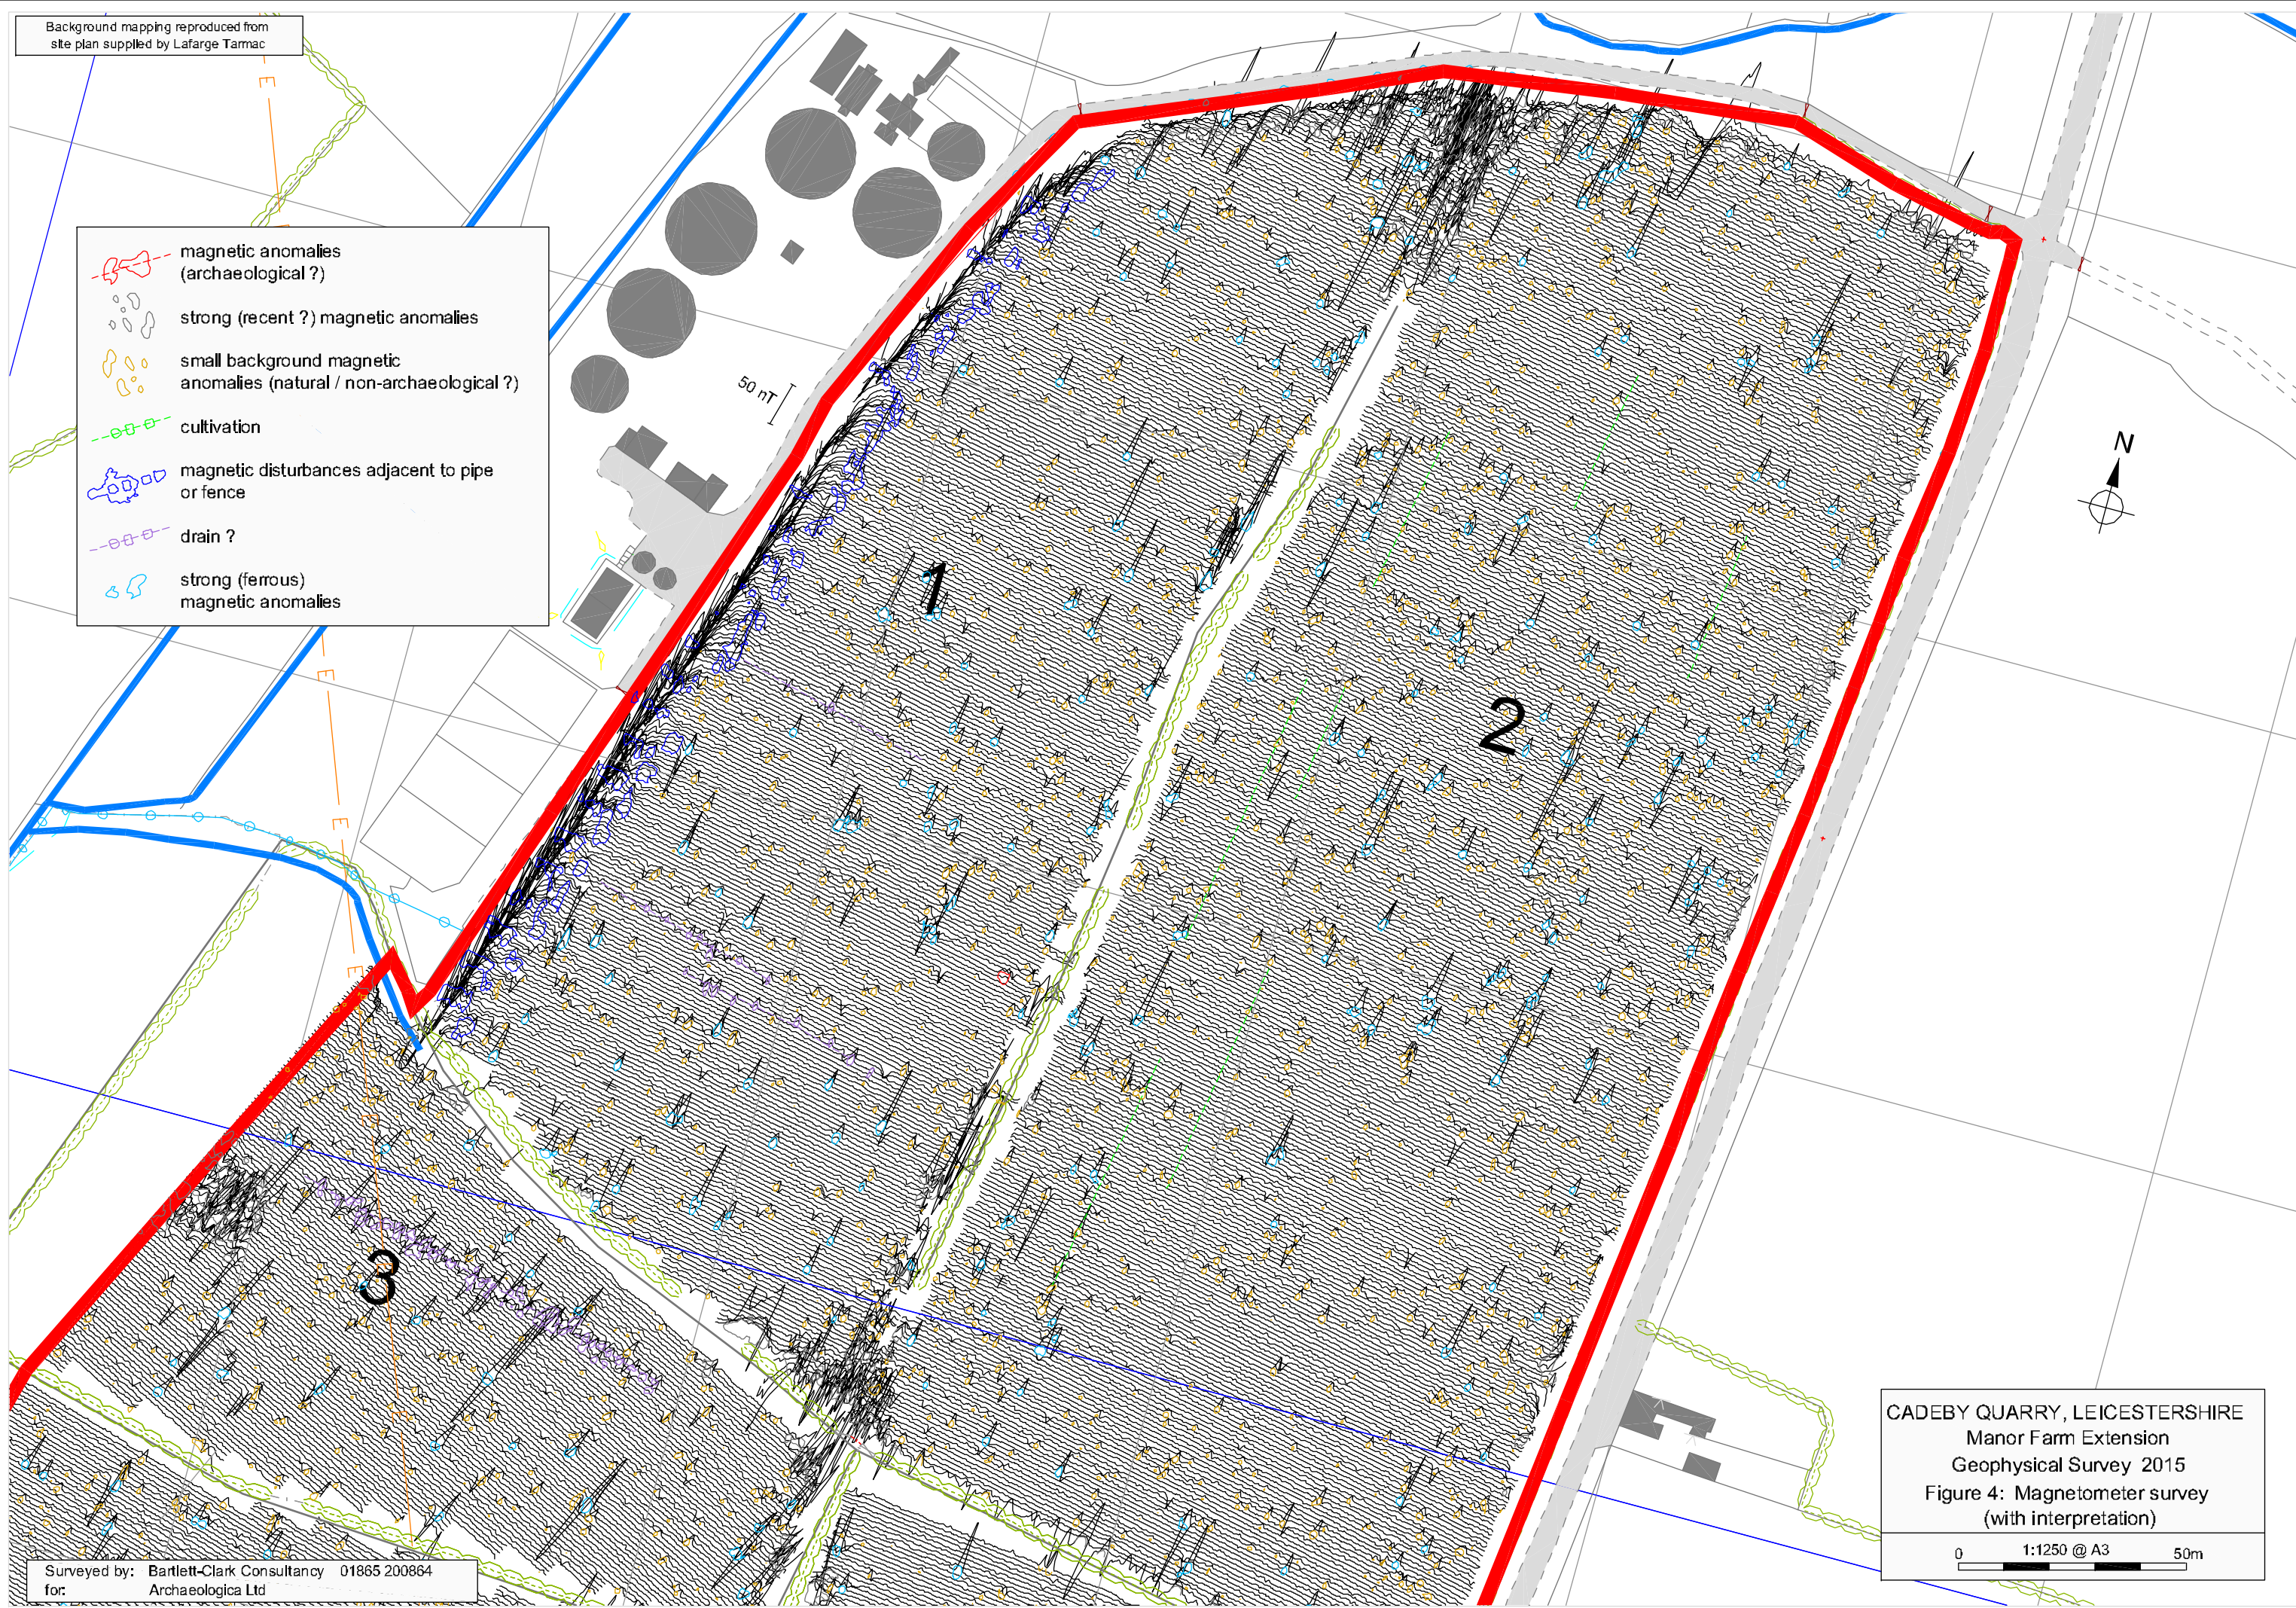 Background mapping reproduced from
site plan supplied by Lafarge Tarmac
magnetic anomalies
(archaeological ?)
strong (recent ?) magnetic anomalies
small background magnetic
anomalies (natural / non-archaeological ?)
cultivation
magnetic disturbances adjacent to pipe
or fence
drain ?
strong (ferrous)
magnetic anomalies
50 nT
N
1
2
3
E
E
E
E
E
CADEBY QUARRY, LEICESTERSHIRE
Manor Farm Extension
Geophysical Survey 2015
Figure 4: Magnetometer survey
(with interpretation)
1:1250 @ A3
0 50m
Surveyed by: Bartlett-Clark Consultancy 01865 200864
for: Archaeologica Ltd